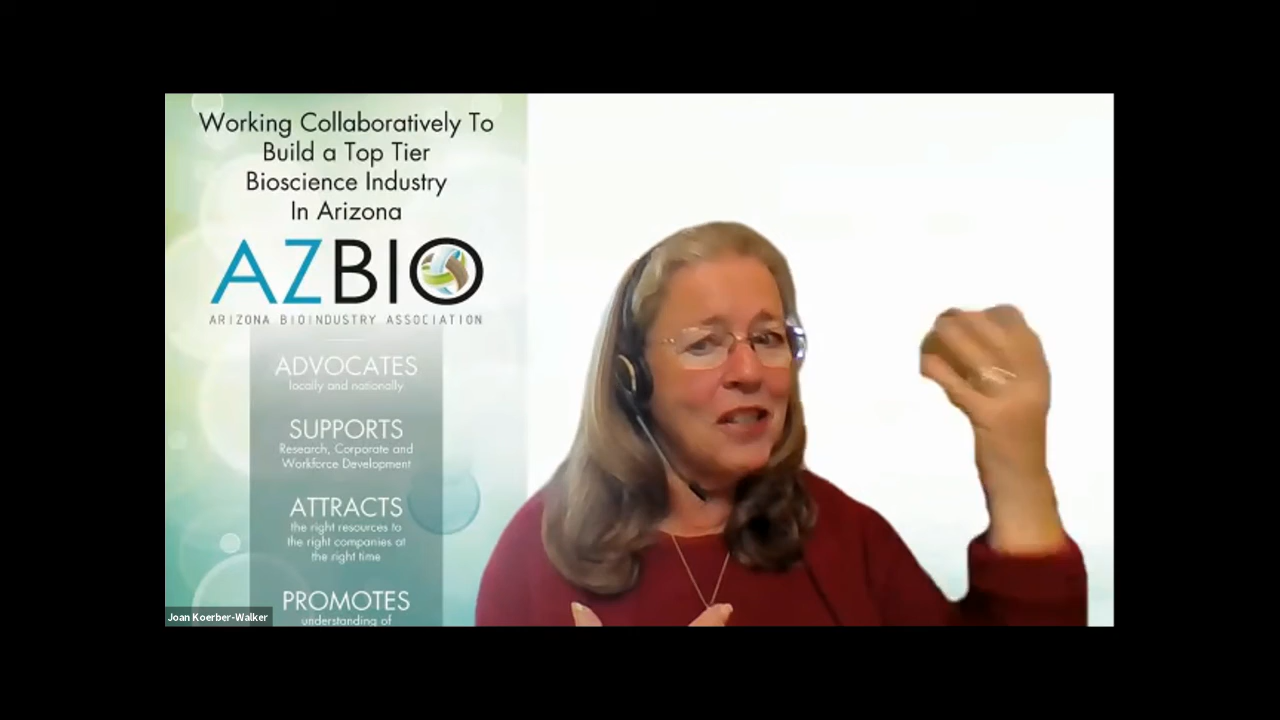 Working Collaboratively To
Build a Top Tier
Bioscience Industry
In Arizona
AZBIO
ARIZONA BIOINDUSTRY ASSOCIATION
ADVOCATES
locally and nationally
SUPPORTS
Research, Corporate and
Workforce Development
ATTRACTS
the right resources to
the right companies at
the right time
PROMOTES
understanding of
Joan Koerber-Walker